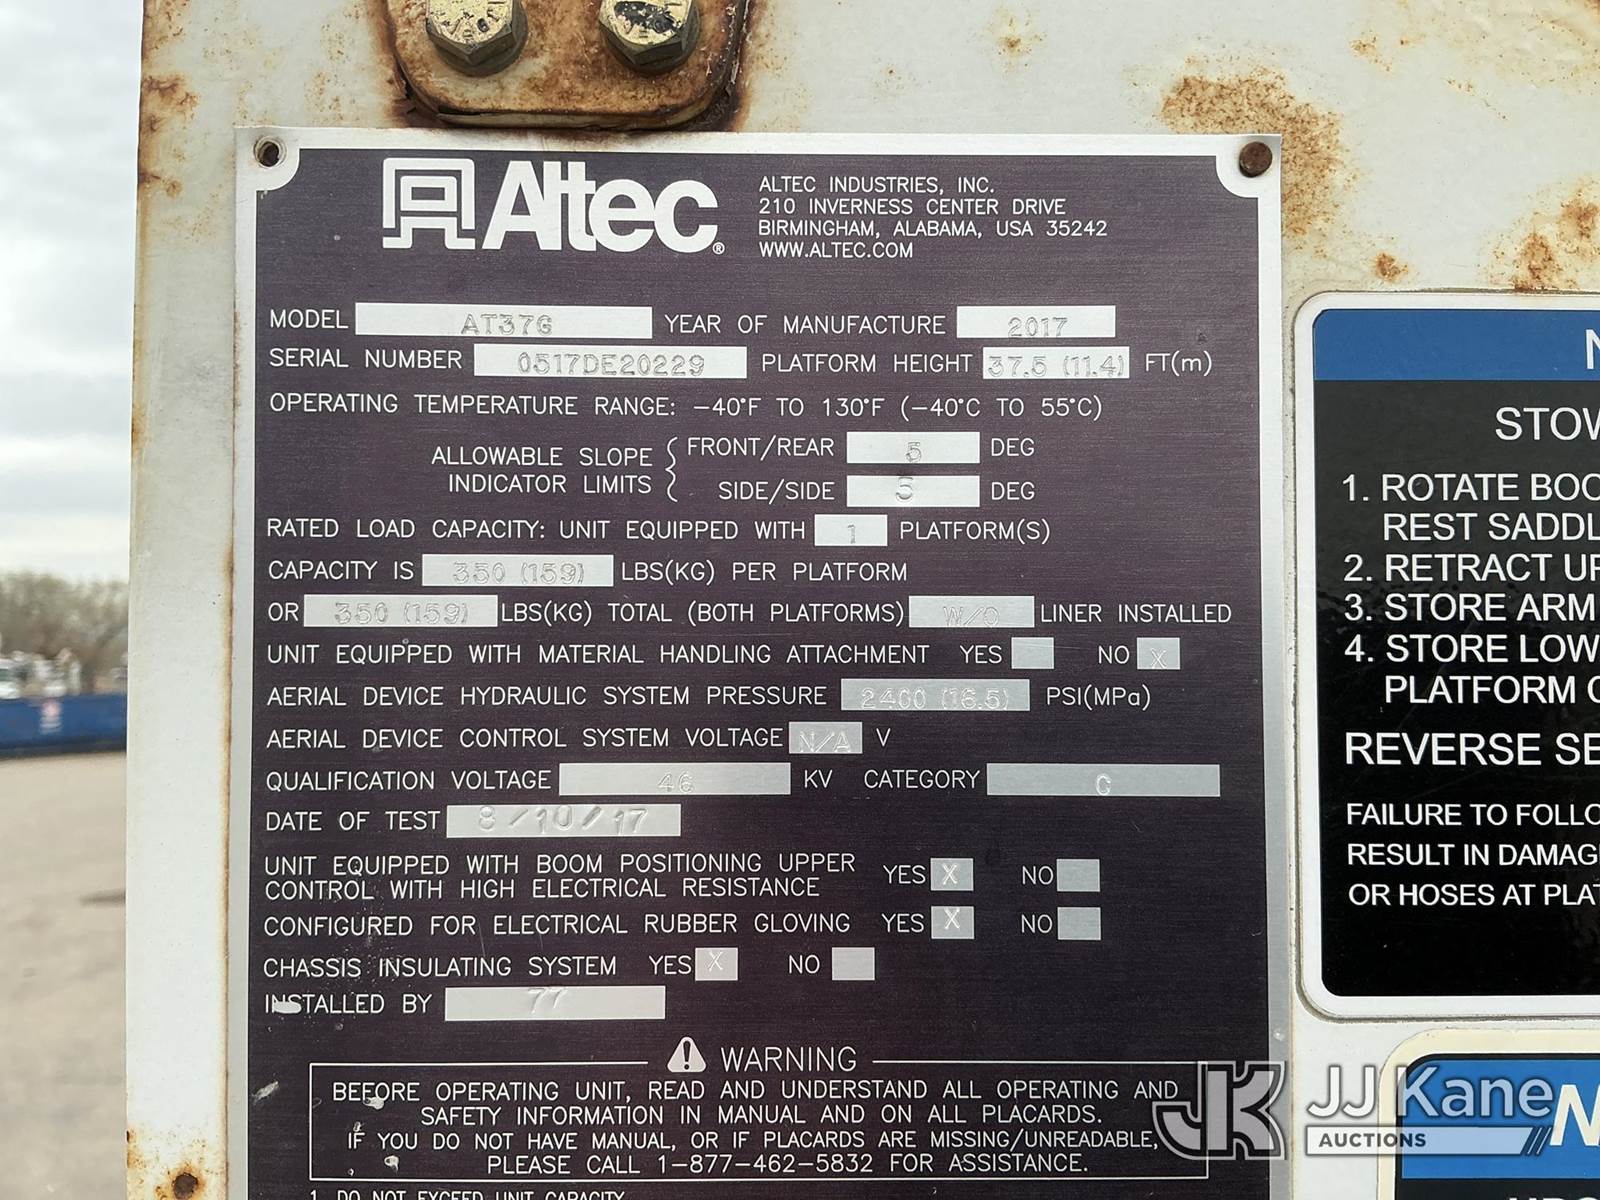 Altec®
ALTEC INDUSTRIES, INC.
210 INVERNESS CENTER DRIVE
BIRMINGHAM, ALABAMA, USA 35242
WWW.ALTEC.COM
MODEL AT37G YEAR OF MANUFACTURE 2017
SERIAL NUMBER 0517DE20229 PLATFORM HEIGHT 37.5 (11.4) FT(m)
OPERATING TEMPERATURE RANGE: -40°F TO 130°F (-40°C TO 55°C)
ALLOWABLE SLOPE INDICATOR LIMITS { FRONT/REAR 5 DEG
SIDE/SIDE 5 DEG
RATED LOAD CAPACITY: UNIT EQUIPPED WITH 1 PLATFORM(S)
CAPACITY IS 350 (159) LBS(KG) PER PLATFORM
OR 350 (159) LBS(KG) TOTAL (BOTH PLATFORMS) W/O LINER INSTALLED
UNIT EQUIPPED WITH MATERIAL HANDLING ATTACHMENT YES NO X
AERIAL DEVICE HYDRAULIC SYSTEM PRESSURE 2400 (16.5) PSI(MPa)
AERIAL DEVICE CONTROL SYSTEM VOLTAGE N/A V
QUALIFICATION VOLTAGE 46 KV CATEGORY C
DATE OF TEST 8/10/17
UNIT EQUIPPED WITH BOOM POSITIONING UPPER
CONTROL WITH HIGH ELECTRICAL RESISTANCE YES X NO
CONFIGURED FOR ELECTRICAL RUBBER GLOVING YES X NO
CHASSIS INSULATING SYSTEM YES X NO
INSTALLED BY 77
WARNING
BEFORE OPERATING UNIT, READ AND UNDERSTAND ALL OPERATING AND
SAFETY INFORMATION IN MANUAL AND ON ALL PLACARDS.
IF YOU DO NOT HAVE MANUAL, OR IF PLACARDS ARE MISSING/UNREADABLE,
PLEASE CALL 1-877-462-5832 FOR ASSISTANCE.
1. DO NOT EXCEED UNIT CAPACITY
N
STOW
1. ROTATE BOO
REST SADDL
2. RETRACT UP
3. STORE ARM
4. STORE LOW
PLATFORM
REVERSE SE
FAILURE TO FOLLO
RESULT IN DAMAG
OR HOSES AT PLAT
N
JK JJ Kane
AUCTIONS